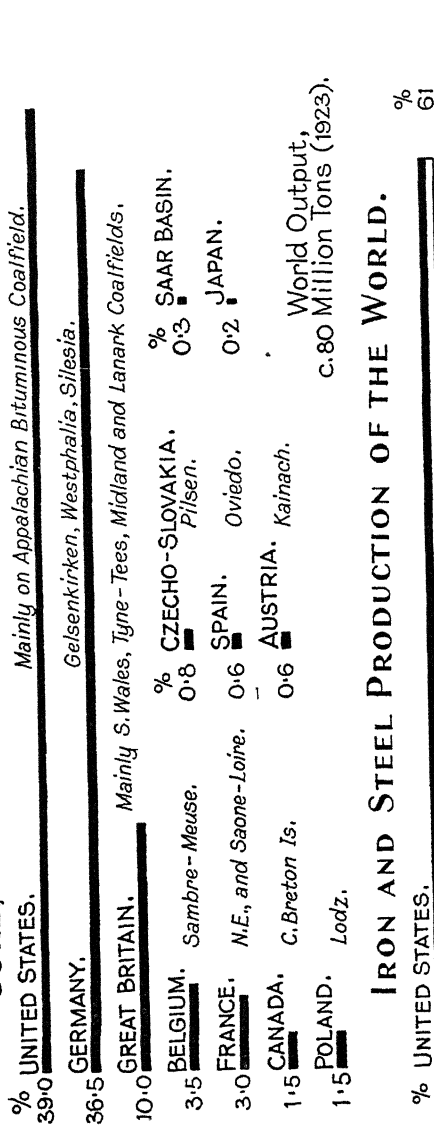 % UNITED STATES.
39·0 Mainly on Appalachian Bituminous Coalfield.
GERMANY.
36·5 Gelsenkirken, Westphalia, Silesia.
GREAT BRITAIN.
10·0 Mainly S. Wales, Tyne-Tees, Midland and Lanark Coalfields.
BELGIUM.
3·5 Sambre-Meuse.
FRANCE.
3·0 N.E., and Saone-Loire.
CANADA.
1·5 C. Breton Is.
POLAND.
1·5 Lodz.
% CZECHO-SLOVAKIA.
0·8 Pilsen.
SPAIN.
0·6 Oviedo.
AUSTRIA.
0·6 Kainach.
% SAAR BASIN.
0·3
JAPAN.
0·2
World Output,
c.80 Million Tons (1923).
IRON AND STEEL PRODUCTION OF THE WORLD.
% UNITED STATES.
%
61